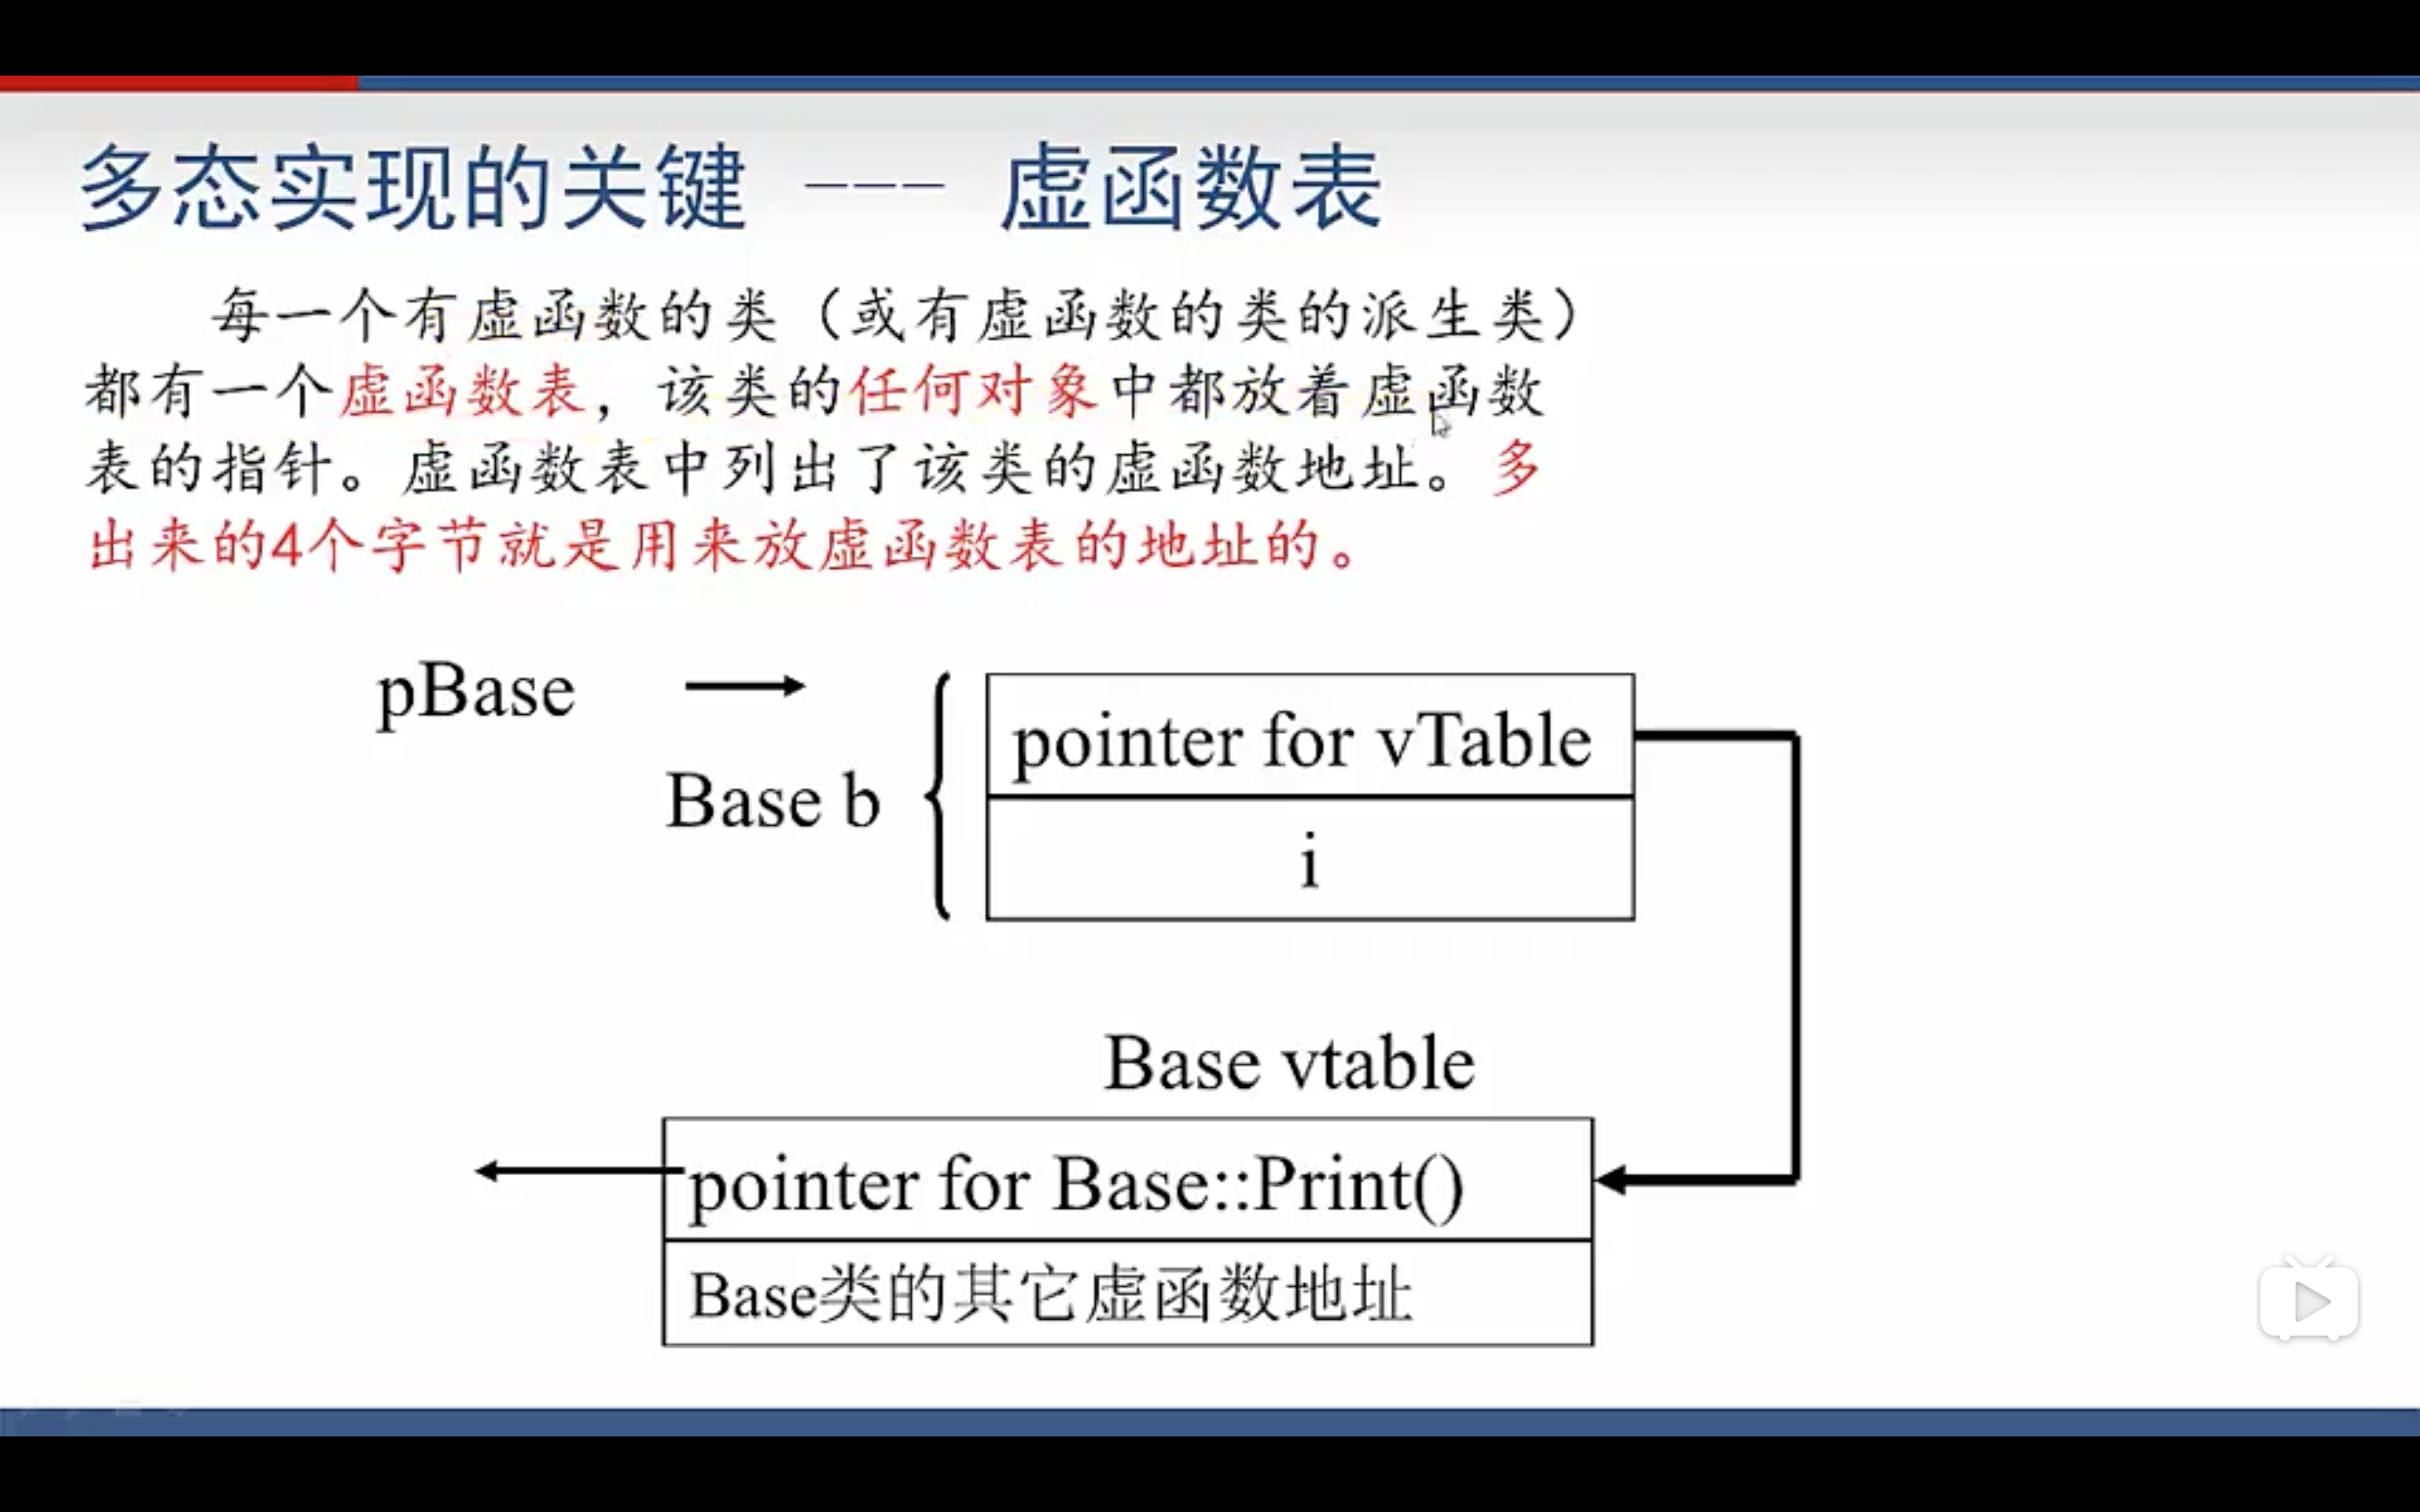 多态实现的关键 --- 虚函数表
每一个有虚函数的类（或有虚函数的类的派生类）
都有一个虚函数表，该类的任何对象中都放着虚函数
表的指针。虚函数表中列出了该类的虚函数地址。多
出来的4个字节就是用来放虚函数表的地址的。
pBase
pointer for vTable
Base b
i
Base vtable
pointer for Base::Print()
Base类的其它虚函数地址